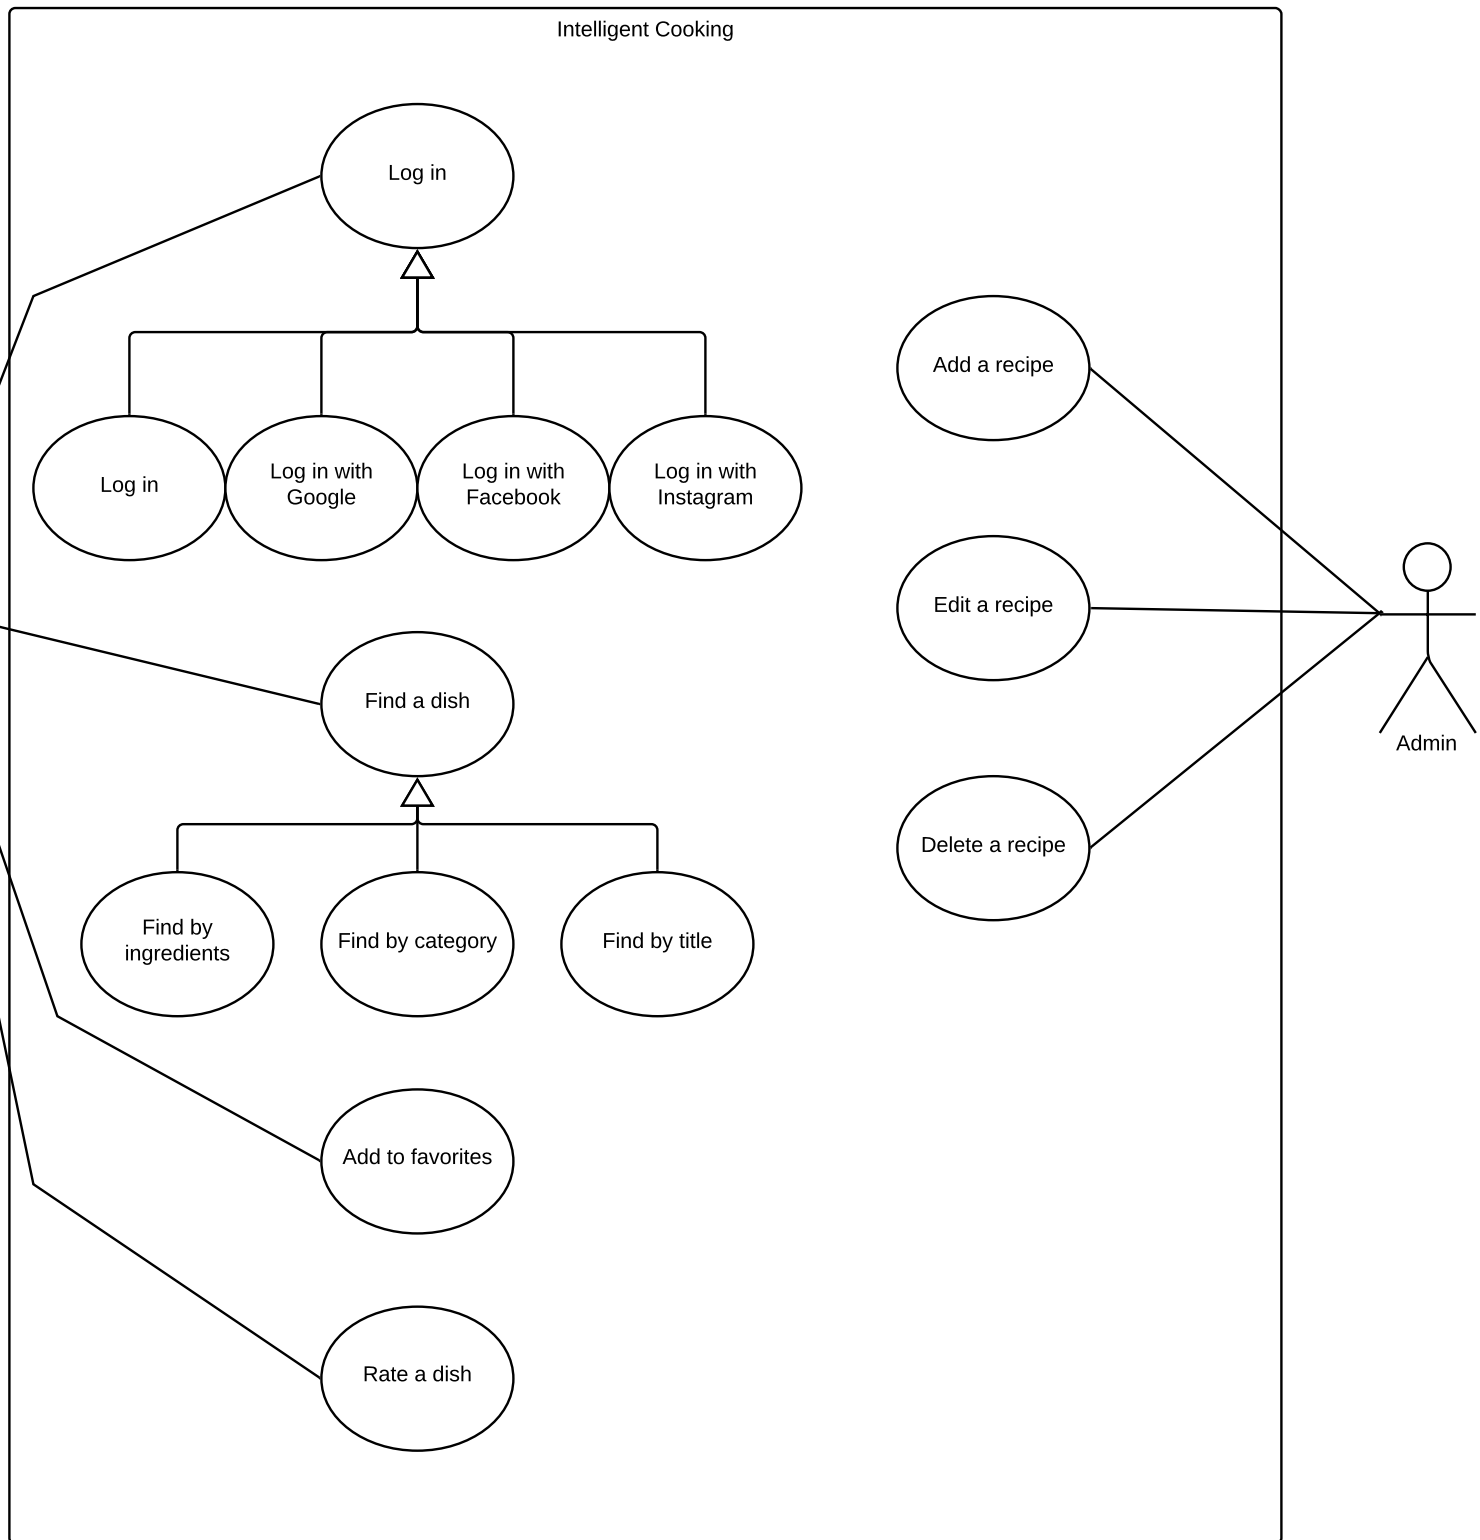 Intelligent Cooking
Log in
Log in
Log in with
Google
Log in with
Facebook
Log in with
Instagram
Find a dish
Find by
ingredients
Find by category
Find by title
Add to favorites
Rate a dish
Add a recipe
Edit a recipe
Delete a recipe
Admin